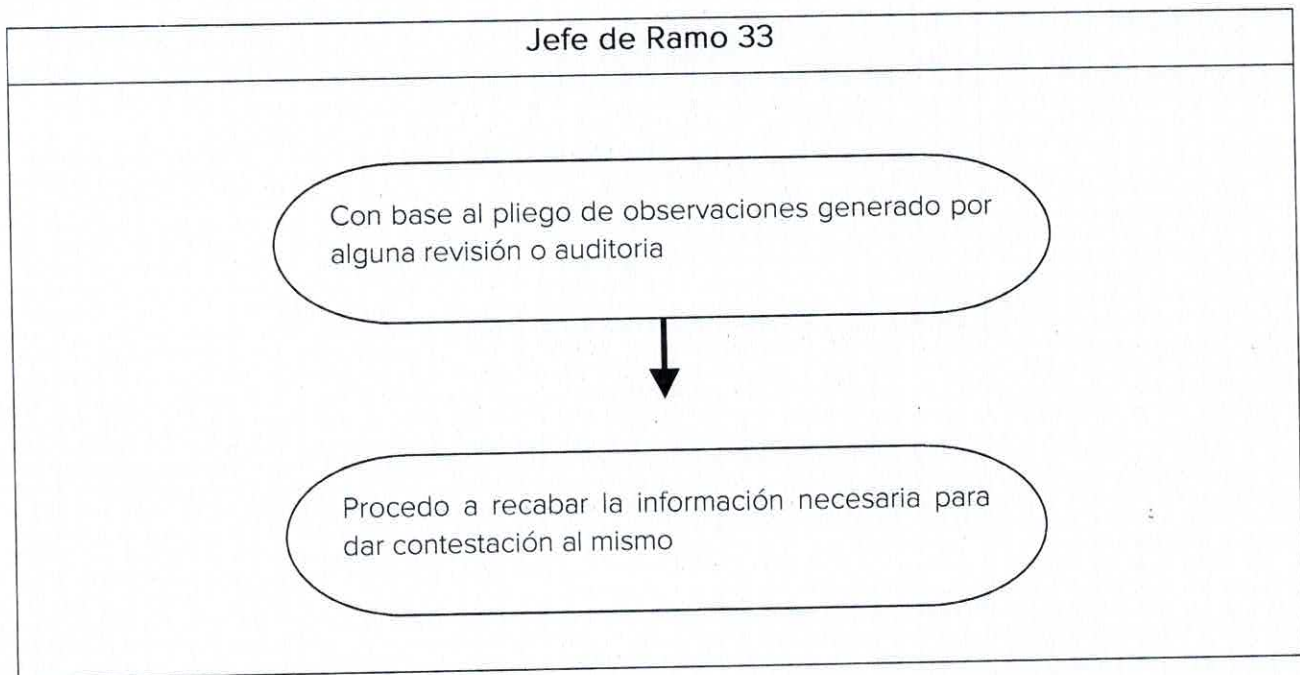 Jefe de Ramo 33
Con base al pliego de observaciones generado por
alguna revisión o auditoria
Procedo a recabar la información necesaria para
dar contestación al mismo